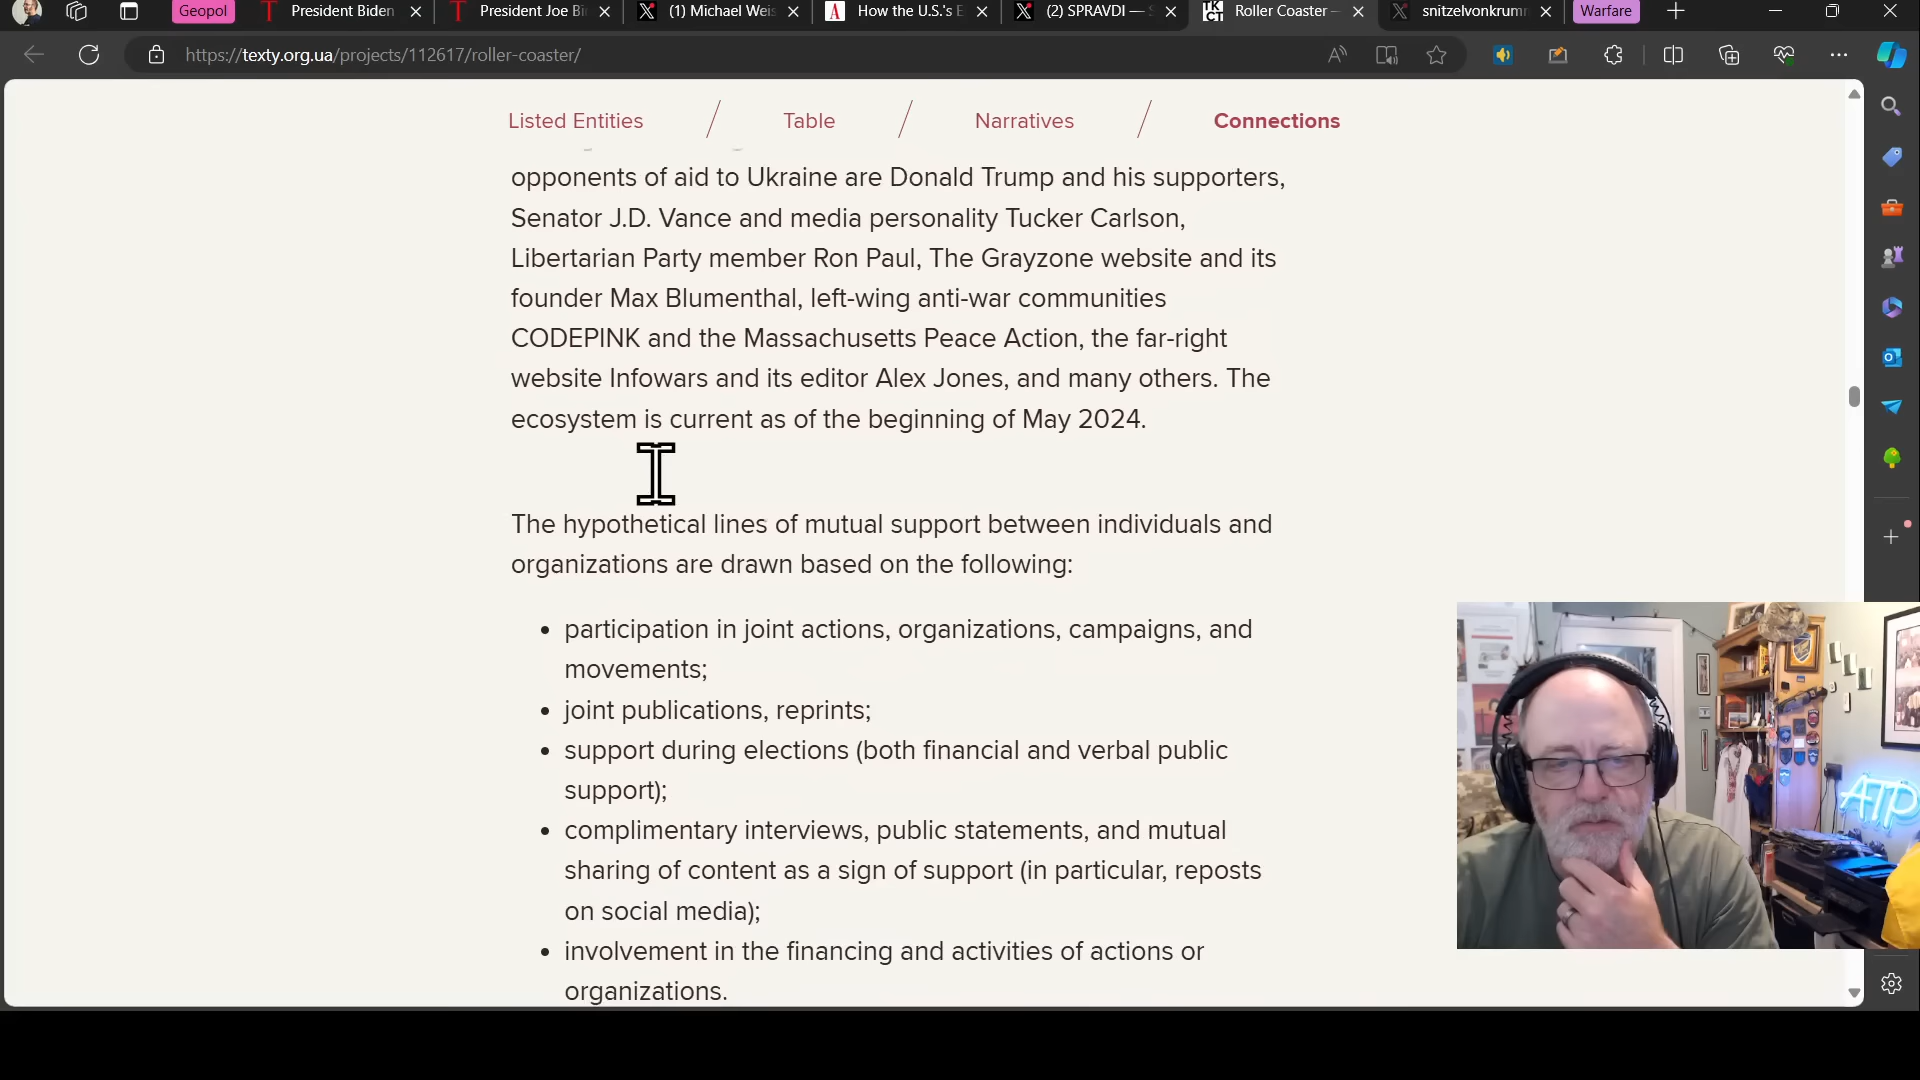 Geopol
President Biden
President Joe Bi
(1) Michael Weis
How the U.S.'s E
(2) SPRAVDI — S
Roller Coaster –
snitzelvonkrumm
Warfare
https://texty.org.ua/projects/112617/roller-coaster/
Listed Entities
Table
Narratives
Connections
opponents of aid to Ukraine are Donald Trump and his supporters,
Senator J.D. Vance and media personality Tucker Carlson,
Libertarian Party member Ron Paul, The Grayzone website and its
founder Max Blumenthal, left-wing anti-war communities
CODEPINK and the Massachusetts Peace Action, the far-right
website Infowars and its editor Alex Jones, and many others. The
ecosystem is current as of the beginning of May 2024.
The hypothetical lines of mutual support between individuals and
organizations are drawn based on the following:
• participation in joint actions, organizations, campaigns, and
movements;
• joint publications, reprints;
• support during elections (both financial and verbal public
support);
• complimentary interviews, public statements, and mutual
sharing of content as a sign of support (in particular, reposts
on social media);
• involvement in the financing and activities of actions or
organizations.
ATP